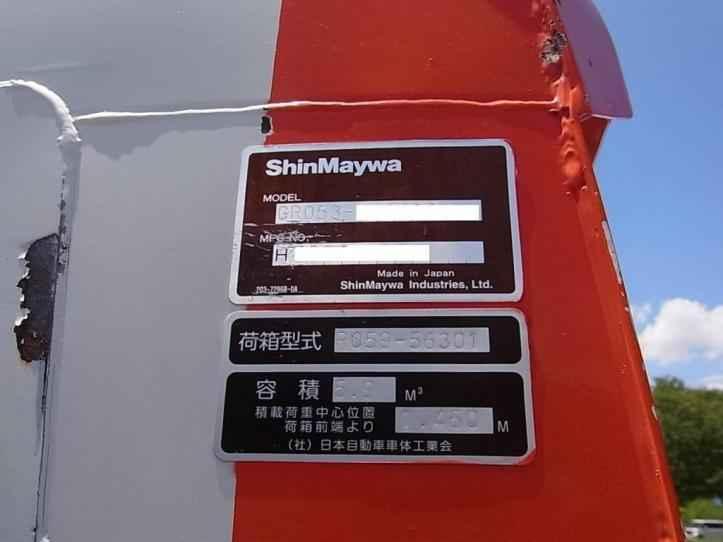 ShinMaywa
MODEL
GR053-
MFG NO.
H
Made in Japan
ShinMaywa Industries, Ltd.
荷箱型式
R059-56301
容積
M³
積載荷重中心位置
荷箱前端より
.450 M
(社)日本自動車車体工業会